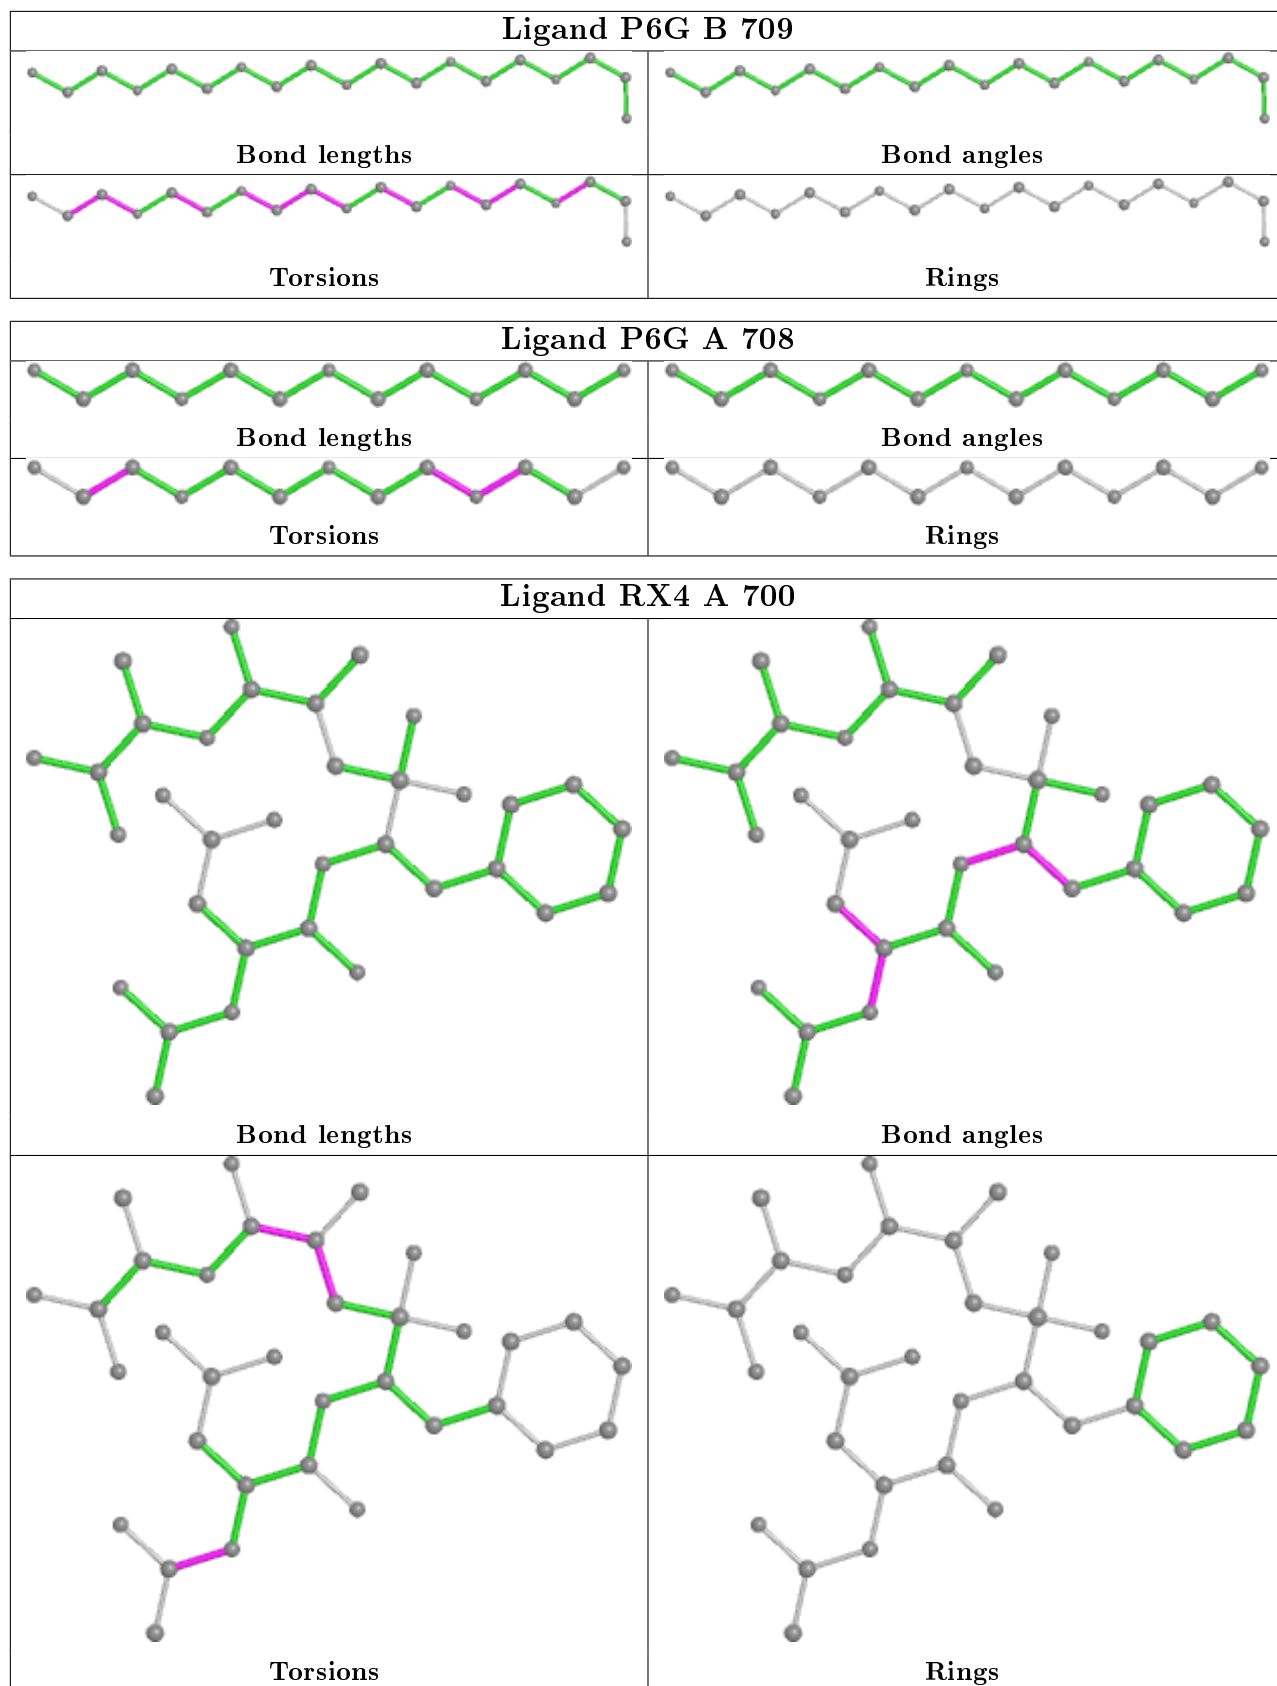 Ligand P6G B 709
Bond lengths
Bond angles
Torsions
Rings
Ligand P6G A 708
Bond lengths
Bond angles
Torsions
Rings
Ligand RX4 A 700
Bond lengths
Bond angles
Torsions
Rings